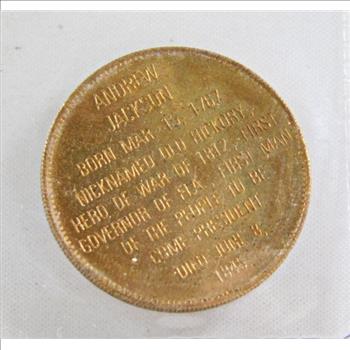 ANDREW
JACKSON
BORN MAR. 15, 1767
NICKNAMED OLD HICKORY,
HERO OF WAR OF 1812, FIRST
GOVERNOR OF FLA. FIRST MAN
OF THE PEOPLE TO BE-
COME PRESIDENT
DIED JUNE 8,
1845